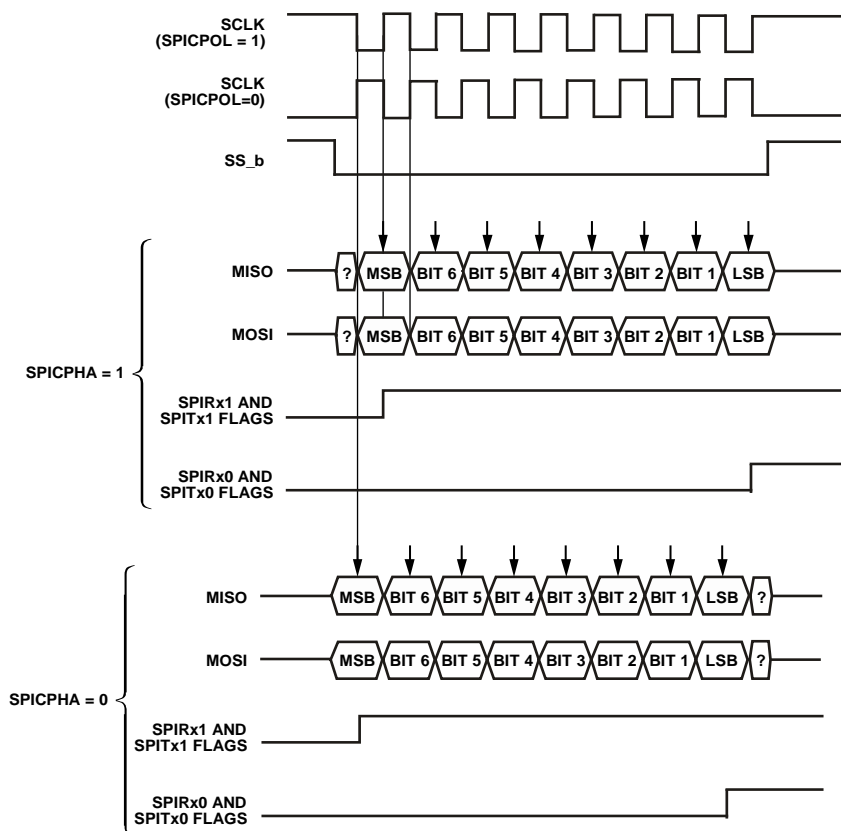 SCLK
(SPICPOL = 1)
SCLK
(SPICPOL=0)
SS_b
SPICPHA = 1
MISO
? MSB BIT 6 BIT 5 BIT 4 BIT 3 BIT 2 BIT 1 LSB
MOSI
? MSB BIT 6 BIT 5 BIT 4 BIT 3 BIT 2 BIT 1 LSB
SPIRx1 AND
SPITx1 FLAGS
SPIRx0 AND
SPITx0 FLAGS
SPICPHA = 0
MISO
MSB BIT 6 BIT 5 BIT 4 BIT 3 BIT 2 BIT 1 LSB ?
MOSI
MSB BIT 6 BIT 5 BIT 4 BIT 3 BIT 2 BIT 1 LSB ?
SPIRx1 AND
SPITx1 FLAGS
SPIRx0 AND
SPITx0 FLAGS